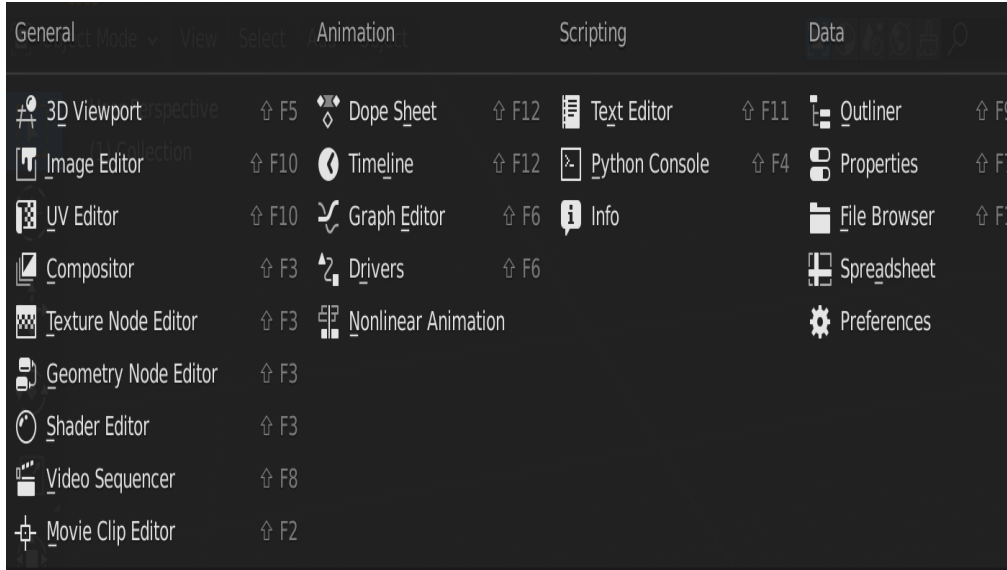 General Animation Scripting Data
3D Viewport ⇧ F5 Dope Sheet ⇧ F12 Text Editor ⇧ F11 Outliner
Image Editor ⇧ F10 Timeline ⇧ F12 Python Console ⇧ F4 Properties
UV Editor ⇧ F10 Graph Editor ⇧ F6 Info File Browser
Compositor ⇧ F3 Drivers ⇧ F6 Spreadsheet
Texture Node Editor ⇧ F3 Nonlinear Animation Preferences
Geometry Node Editor ⇧ F3
Shader Editor ⇧ F3
Video Sequencer ⇧ F8
Movie Clip Editor ⇧ F2